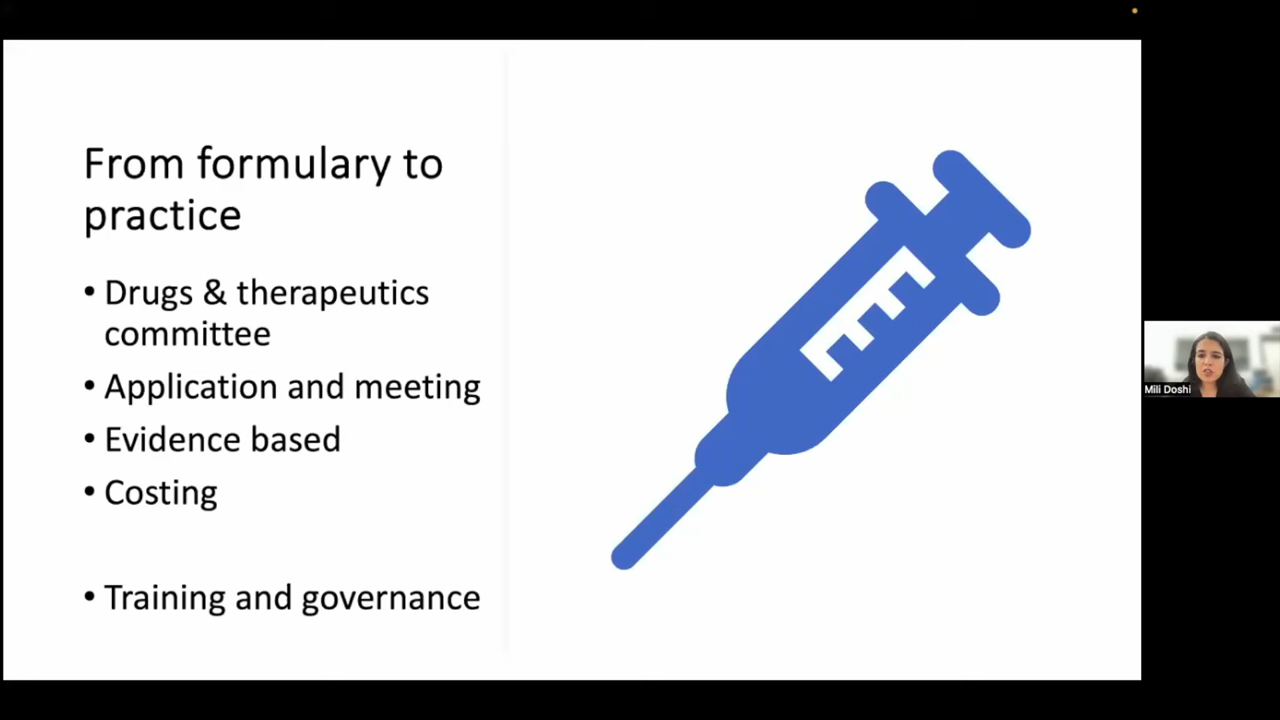 From formulary to
practice
• Drugs & therapeutics
committee
• Application and meeting
• Evidence based
• Costing
• Training and governance
Mili Doshi